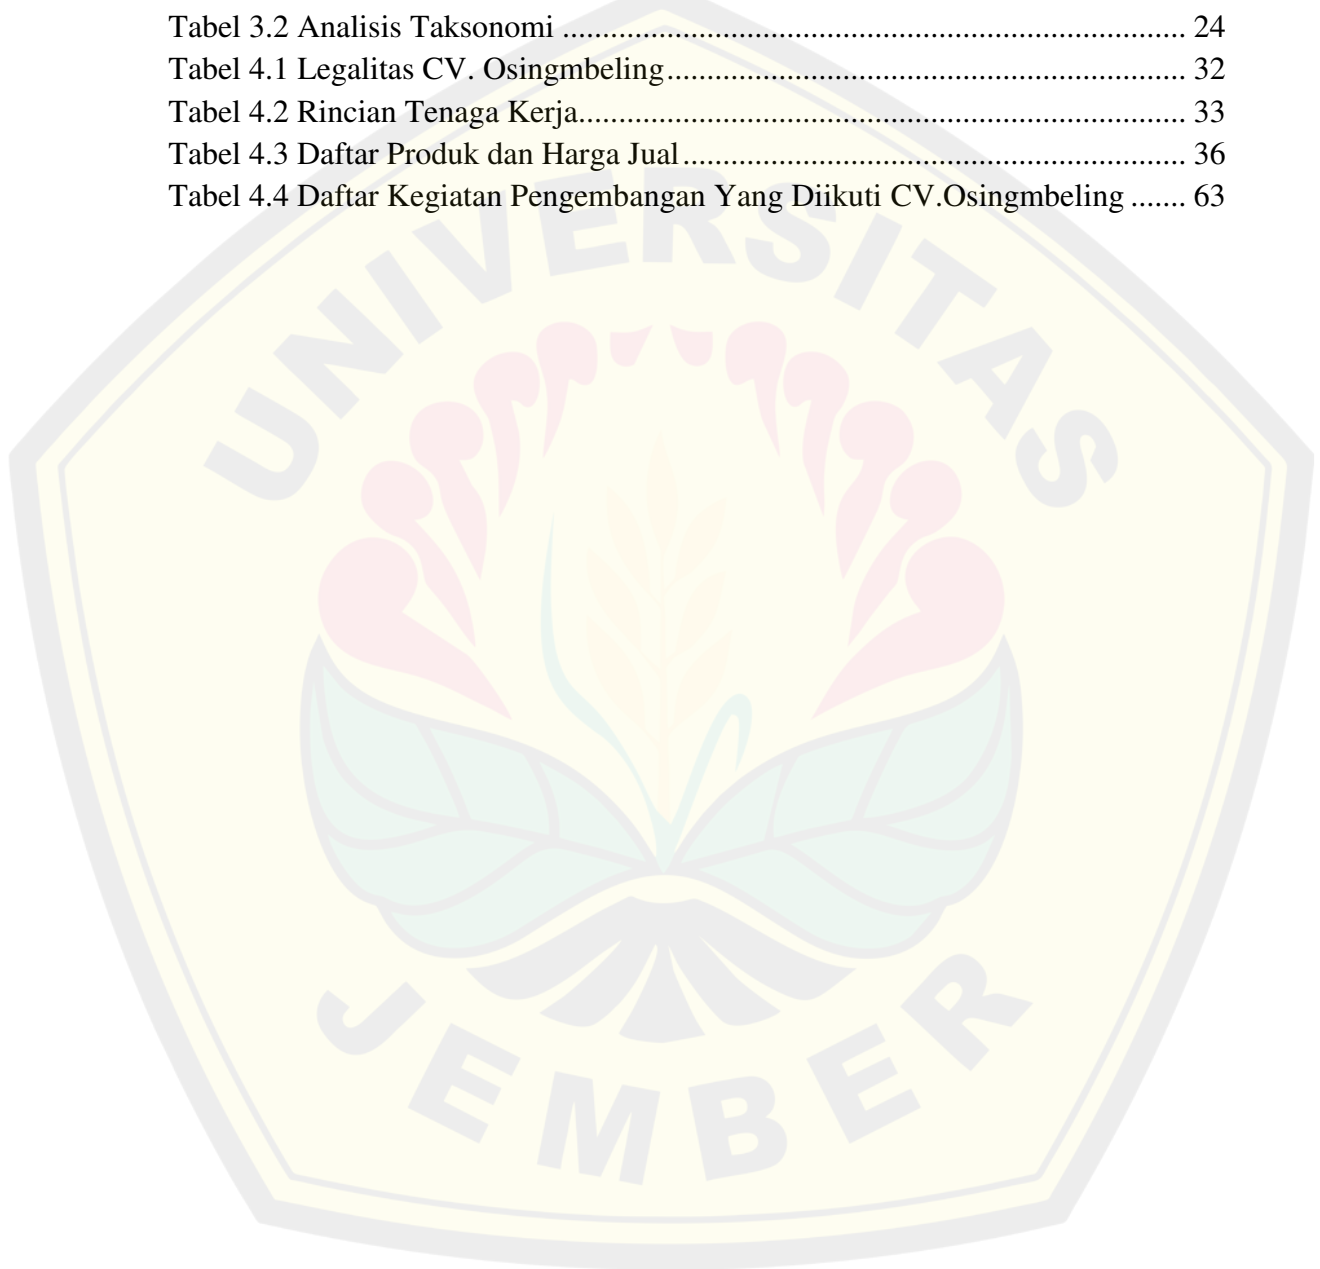 Tabel 3.2 Analisis Taksonomi ............................................................................... 24
Tabel 4.1 Legalitas CV. Osingmbeling.................................................................. 32
Tabel 4.2 Rincian Tenaga Kerja............................................................................. 33
Tabel 4.3 Daftar Produk dan Harga Jual ................................................................ 36
Tabel 4.4 Daftar Kegiatan Pengembangan Yang Diikuti CV.Osingmbeling ....... 63
UNIVERSITAS
JEMBER